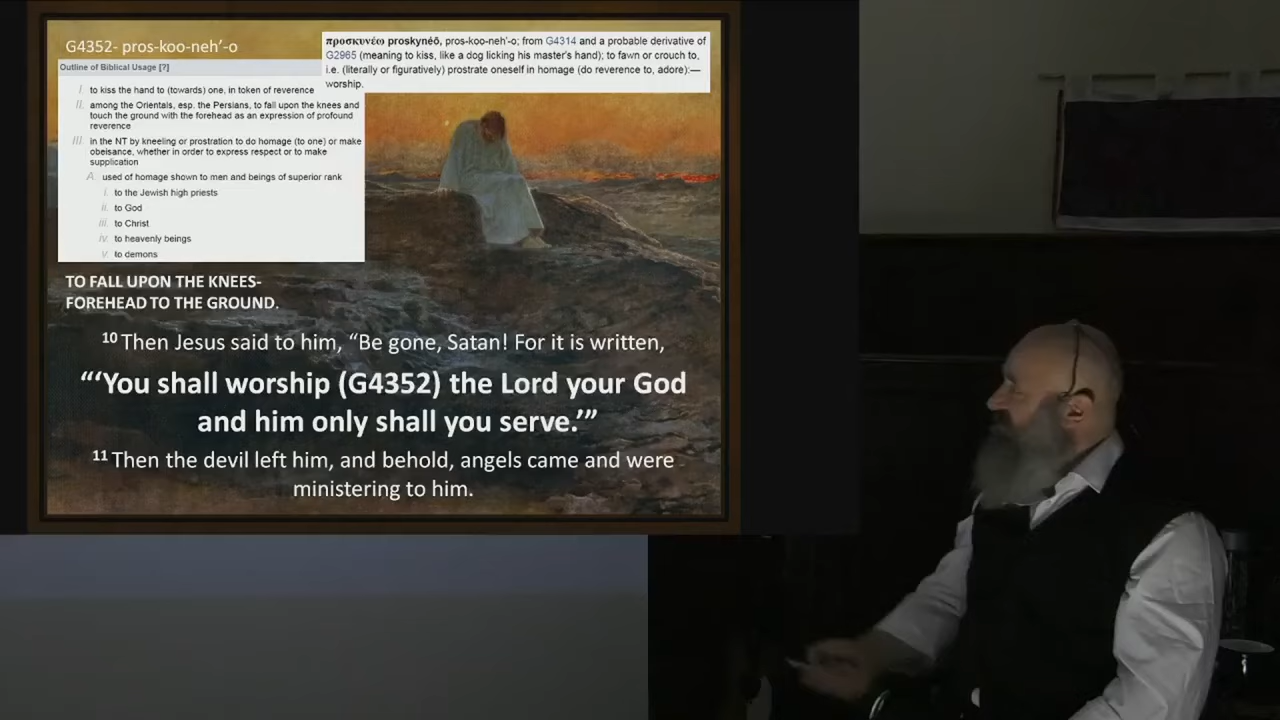 G4352- pros-koo-neh'-o
προσκυνέω proskynéō, pros-koo-neh'-o; from G4314 and a probable derivative of
G2965 (meaning to kiss, like a dog licking his master's hand); to fawn or crouch to,
i.e. (literally or figuratively) prostrate oneself in homage (do reverence to, adore):—
worship.
Outline of Biblical Usage [?]
I. to kiss the hand to (towards) one, in token of reverence
II. among the Orientals, esp. the Persians, to fall upon the knees and
touch the ground with the forehead as an expression of profound
reverence
III. in the NT by kneeling or prostration to do homage (to one) or make
obeisance, whether in order to express respect or to make
supplication
A. used of homage shown to men and beings of superior rank
i. to the Jewish high priests
ii. to God
iii. to Christ
iv. to heavenly beings
v. to demons
TO FALL UPON THE KNEES-
FOREHEAD TO THE GROUND.
10 Then Jesus said to him, “Be gone, Satan! For it is written,
“‘You shall worship (G4352) the Lord your God
and him only shall you serve.’”
11 Then the devil left him, and behold, angels came and were
ministering to him.